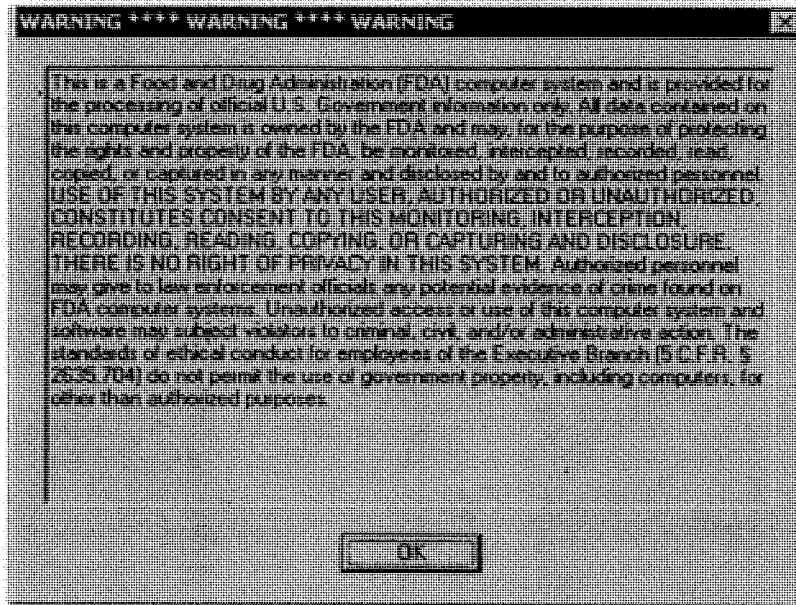 WARNING **** WARNING **** WARNING
This is a Food and Drug Administration (FDA) computer system and is provided for
the processing of official U.S. Government information only. All data contained on
this computer system is owned by the FDA and may, for the purpose of protecting
the rights and property of the FDA, be monitored, intercepted, recorded, read,
copied, or captured in any manner and disclosed by and to authorized personnel.
USE OF THIS SYSTEM BY ANY USER, AUTHORIZED OR UNAUTHORIZED,
CONSTITUTES CONSENT TO THIS MONITORING, INTERCEPTION,
RECORDING, READING, COPYING, OR CAPTURING AND DISCLOSURE.
THERE IS NO RIGHT OF PRIVACY IN THIS SYSTEM. Authorized personnel
may give to law enforcement officials any potential evidence of crime found on
FDA computer systems. Unauthorized access or use of this computer system and
software may subject violators to criminal, civil, and/or administrative action. The
standards of ethical conduct for employees of the Executive Branch (5 C.F.R. §
2635.704) do not permit the use of government property, including computers, for
other than authorized purposes.
OK